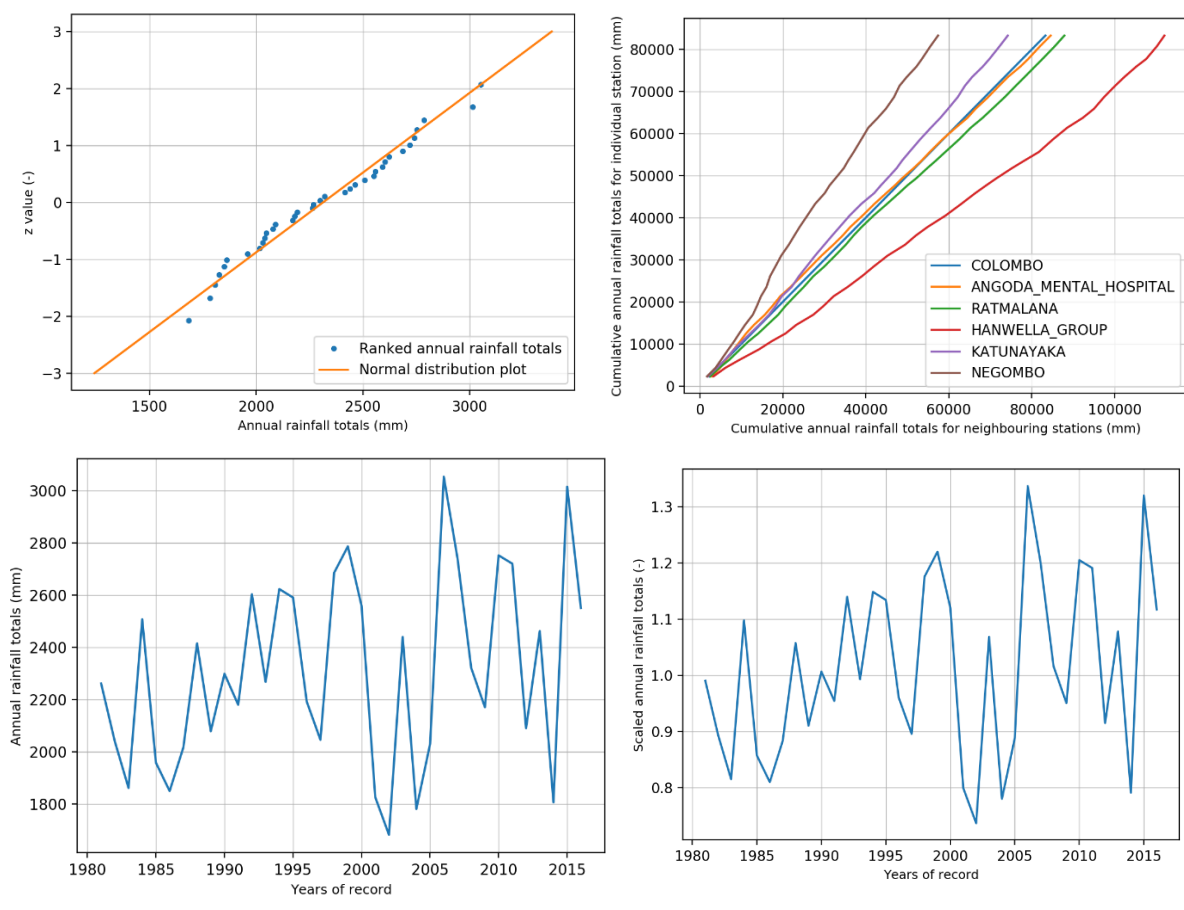 3
2
1
0
−1
−2
−3
z value (-)
Ranked annual rainfall totals
Normal distribution plot
1500 2000 2500 3000
Annual rainfall totals (mm)
80000
70000
60000
50000
40000
30000
20000
10000
0
Cumulative annual rainfall totals for individual station (mm)
COLOMBO
ANGODA_MENTAL_HOSPITAL
RATMALANA
HANWELLA_GROUP
KATUNAYAKA
NEGOMBO
0 20000 40000 60000 80000 100000
Cumulative annual rainfall totals for neighbouring stations (mm)
3000
2800
2600
2400
2200
2000
1800
Annual rainfall totals (mm)
1980 1985 1990 1995 2000 2005 2010 2015
Years of record
1.3
1.2
1.1
1.0
0.9
0.8
Scaled annual rainfall totals (-)
1980 1985 1990 1995 2000 2005 2010 2015
Years of record